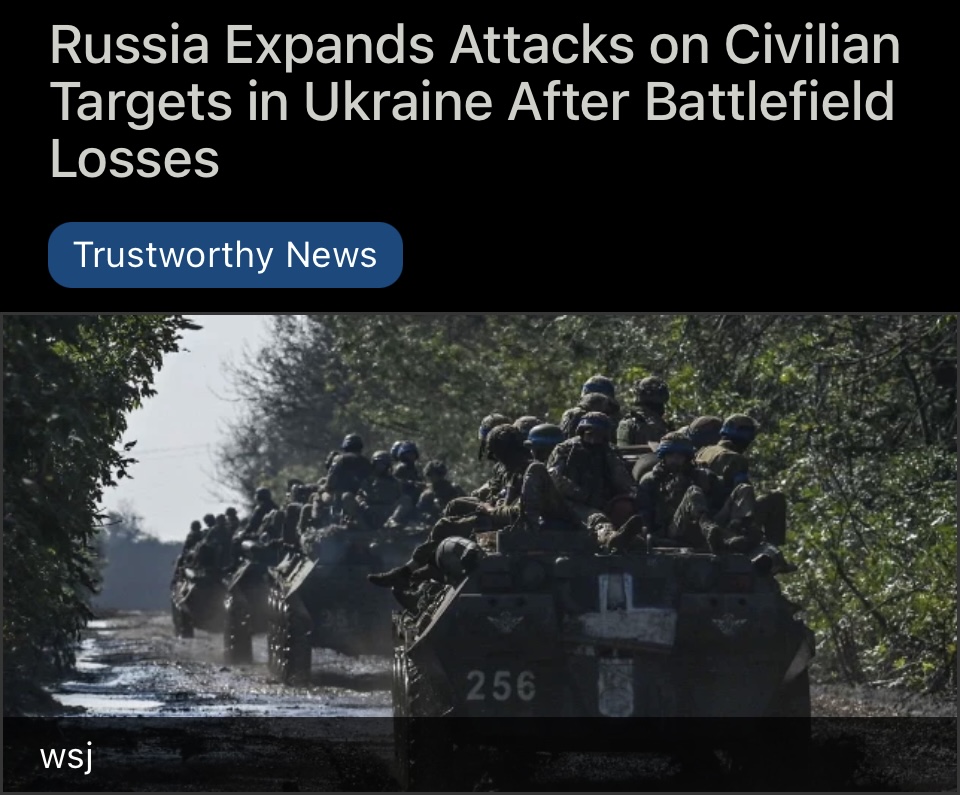 Russia Expands Attacks on Civilian
Targets in Ukraine After Battlefield
Losses
Trustworthy News
256
wsj